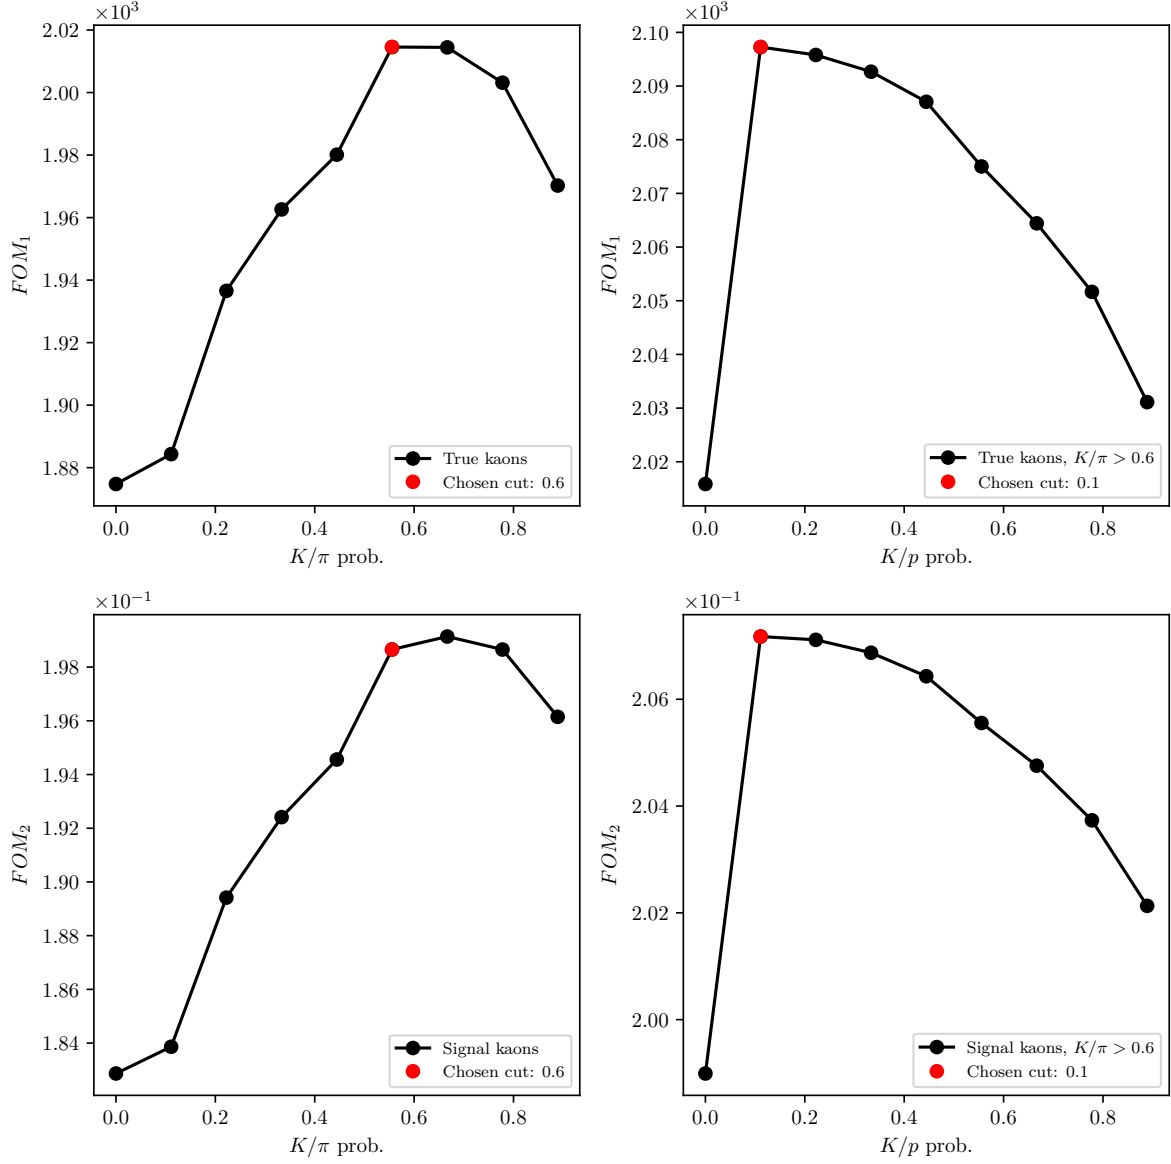 ×10³
2.02
2.00
1.98
1.96
1.94
1.92
1.90
1.88
FOM₁
0.0 0.2 0.4 0.6 0.8
K/π prob.
True kaons
Chosen cut: 0.6
×10³
2.10
2.09
2.08
2.07
2.06
2.05
2.04
2.03
2.02
FOM₁
0.0 0.2 0.4 0.6 0.8
K/p prob.
True kaons, K/π > 0.6
Chosen cut: 0.1
×10⁻¹
1.98
1.96
1.94
1.92
1.90
1.88
1.86
1.84
FOM₂
0.0 0.2 0.4 0.6 0.8
K/π prob.
Signal kaons
Chosen cut: 0.6
×10⁻¹
2.06
2.04
2.02
2.00
FOM₂
0.0 0.2 0.4 0.6 0.8
K/p prob.
Signal kaons, K/π > 0.6
Chosen cut: 0.1